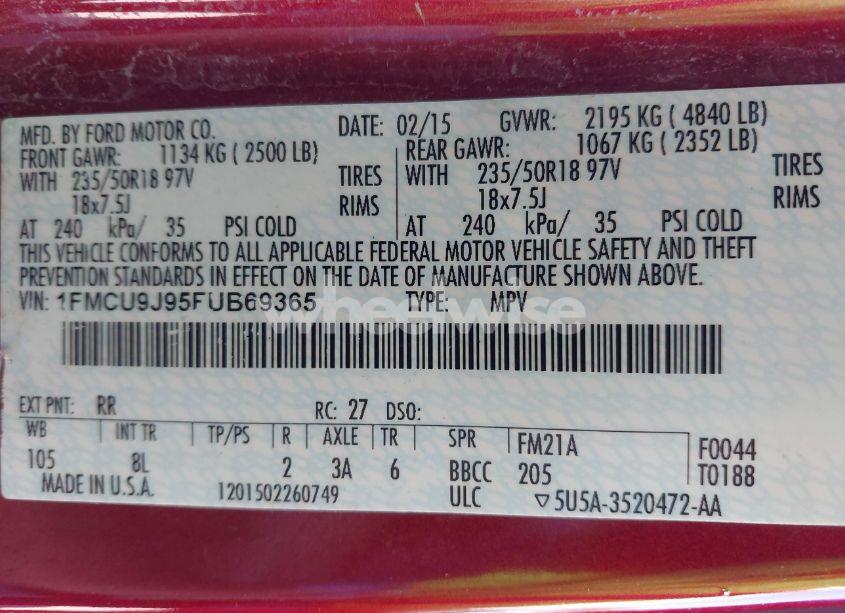 MFD. BY FORD MOTOR CO. DATE: 02/15 GVWR: 2195 KG ( 4840 LB)
FRONT GAWR: 1134 KG ( 2500 LB) REAR GAWR: 1067 KG ( 2352 LB)
WITH 235/50R18 97V TIRES WITH 235/50R18 97V TIRES
18x7.5J RIMS 18x7.5J RIMS
AT 240 kPa/ 35 PSI COLD AT 240 kPa/ 35 PSI COLD
THIS VEHICLE CONFORMS TO ALL APPLICABLE FEDERAL MOTOR VEHICLE SAFETY AND THEFT
PREVENTION STANDARDS IN EFFECT ON THE DATE OF MANUFACTURE SHOWN ABOVE.
VIN: 1FMCU9J95FUB69365 TYPE: MPV
wheelwise
EXT PNT: RR RC: 27 DSO:
WB INT TR TP/PS R AXLE TR SPR FM21A F0044
105 8L 2 3A 6 BBCC 205 T0188
MADE IN U.S.A. 1201502260749 ULC ▽5U5A-3520472-AA